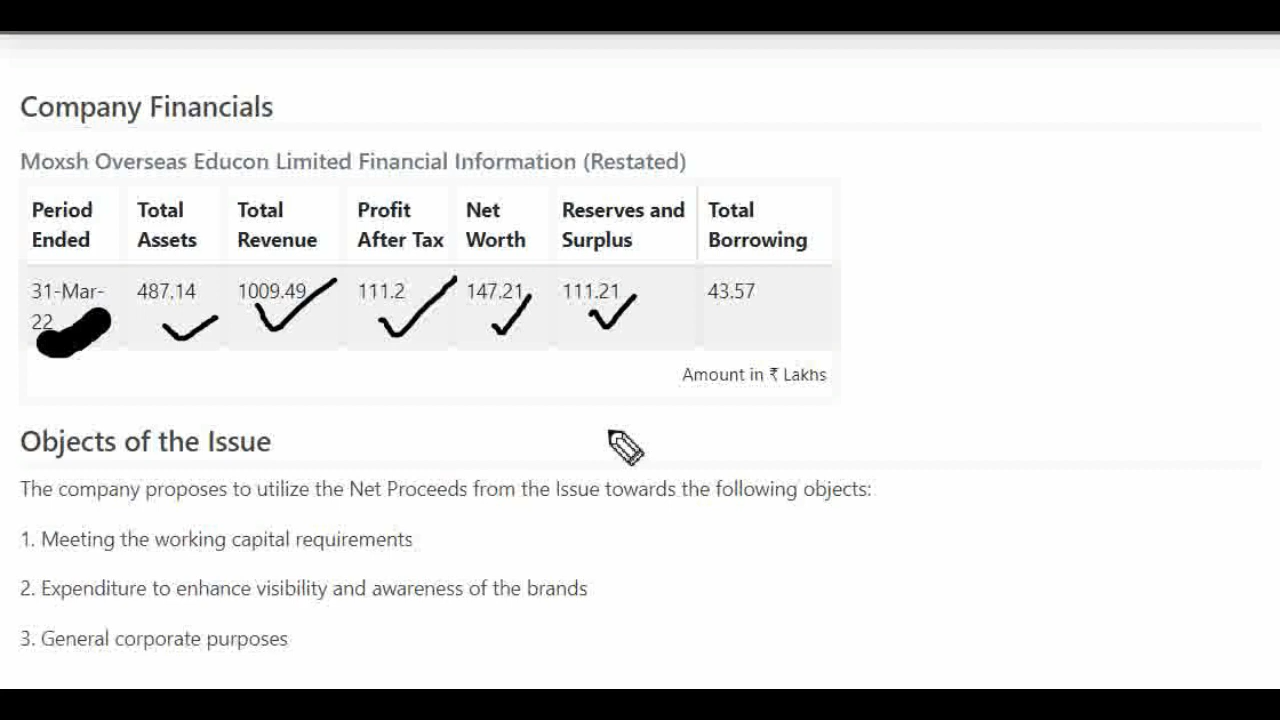 Company Financials
Moxsh Overseas Educon Limited Financial Information (Restated)
Period Ended Total Assets Total Revenue Profit After Tax Net Worth Reserves and Surplus Total Borrowing
31-Mar-22 487.14 1009.49 111.2 147.21 111.21 43.57
Amount in ₹ Lakhs
Objects of the Issue
The company proposes to utilize the Net Proceeds from the Issue towards the following objects:
1. Meeting the working capital requirements
2. Expenditure to enhance visibility and awareness of the brands
3. General corporate purposes